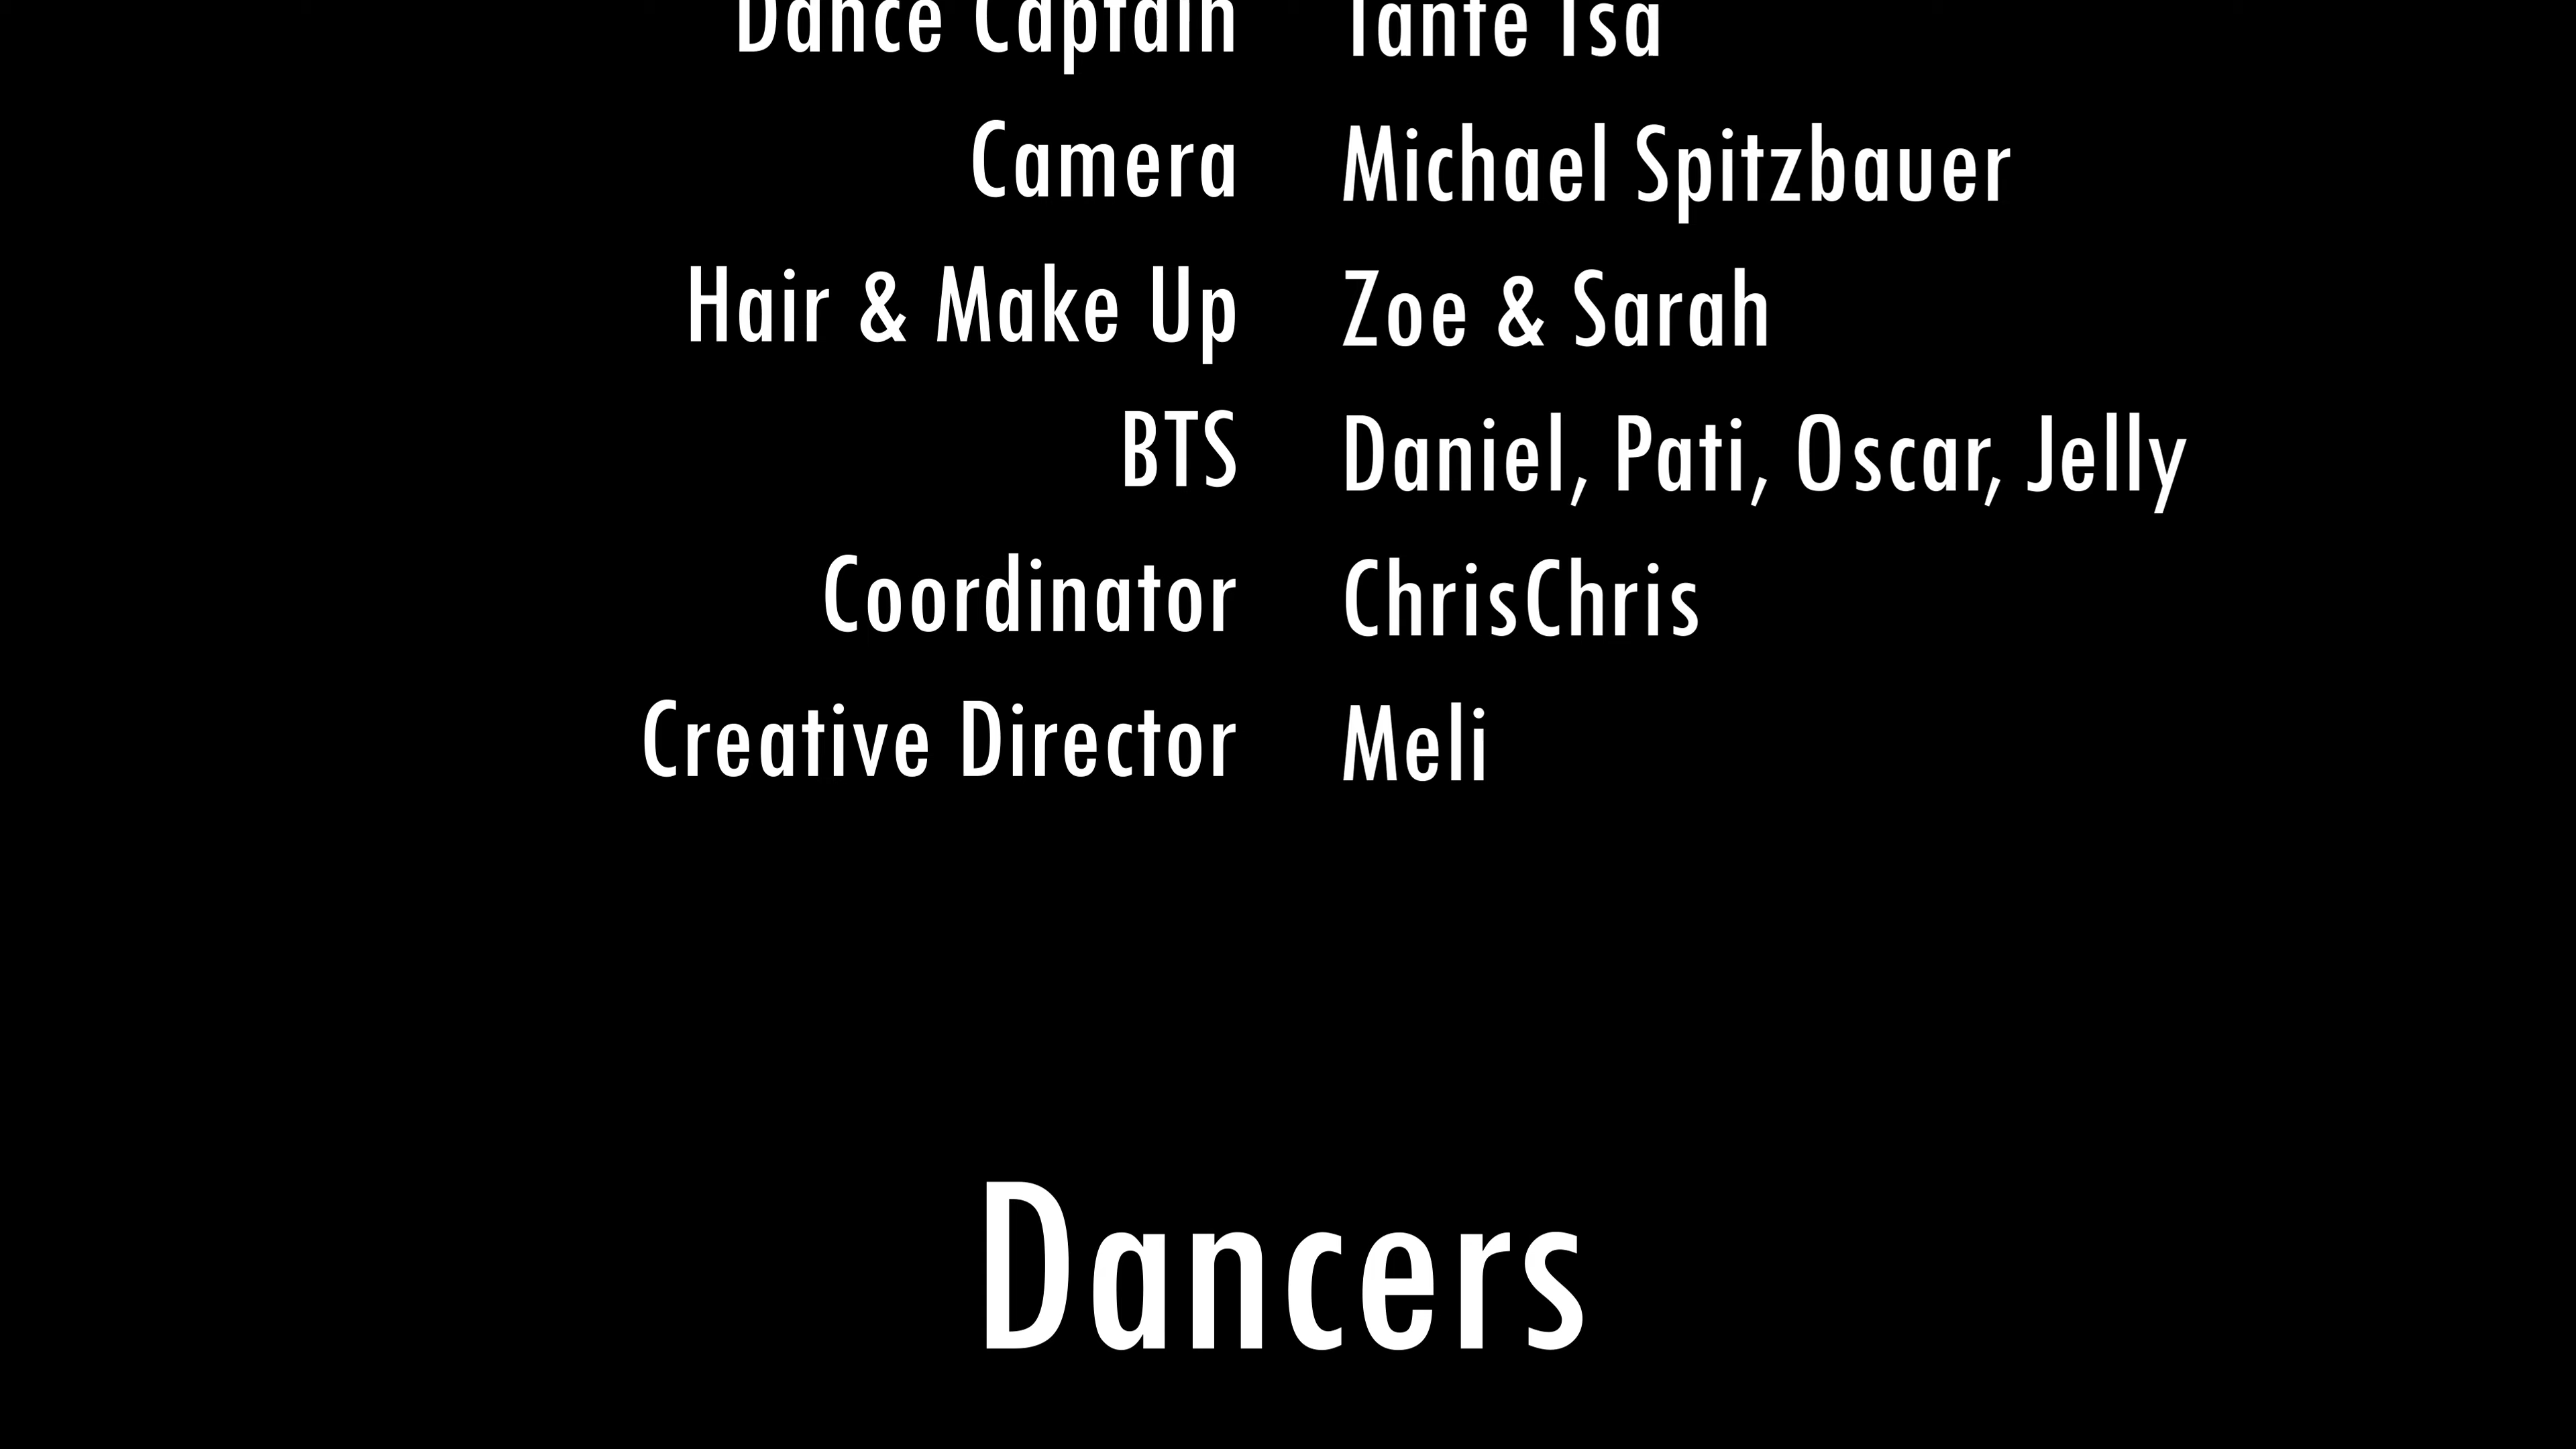 Dance Captain Tante Isa
Camera Michael Spitzbauer
Hair & Make Up Zoe & Sarah
BTS Daniel, Pati, Oscar, Jelly
Coordinator ChrisChris
Creative Director Meli
Dancers